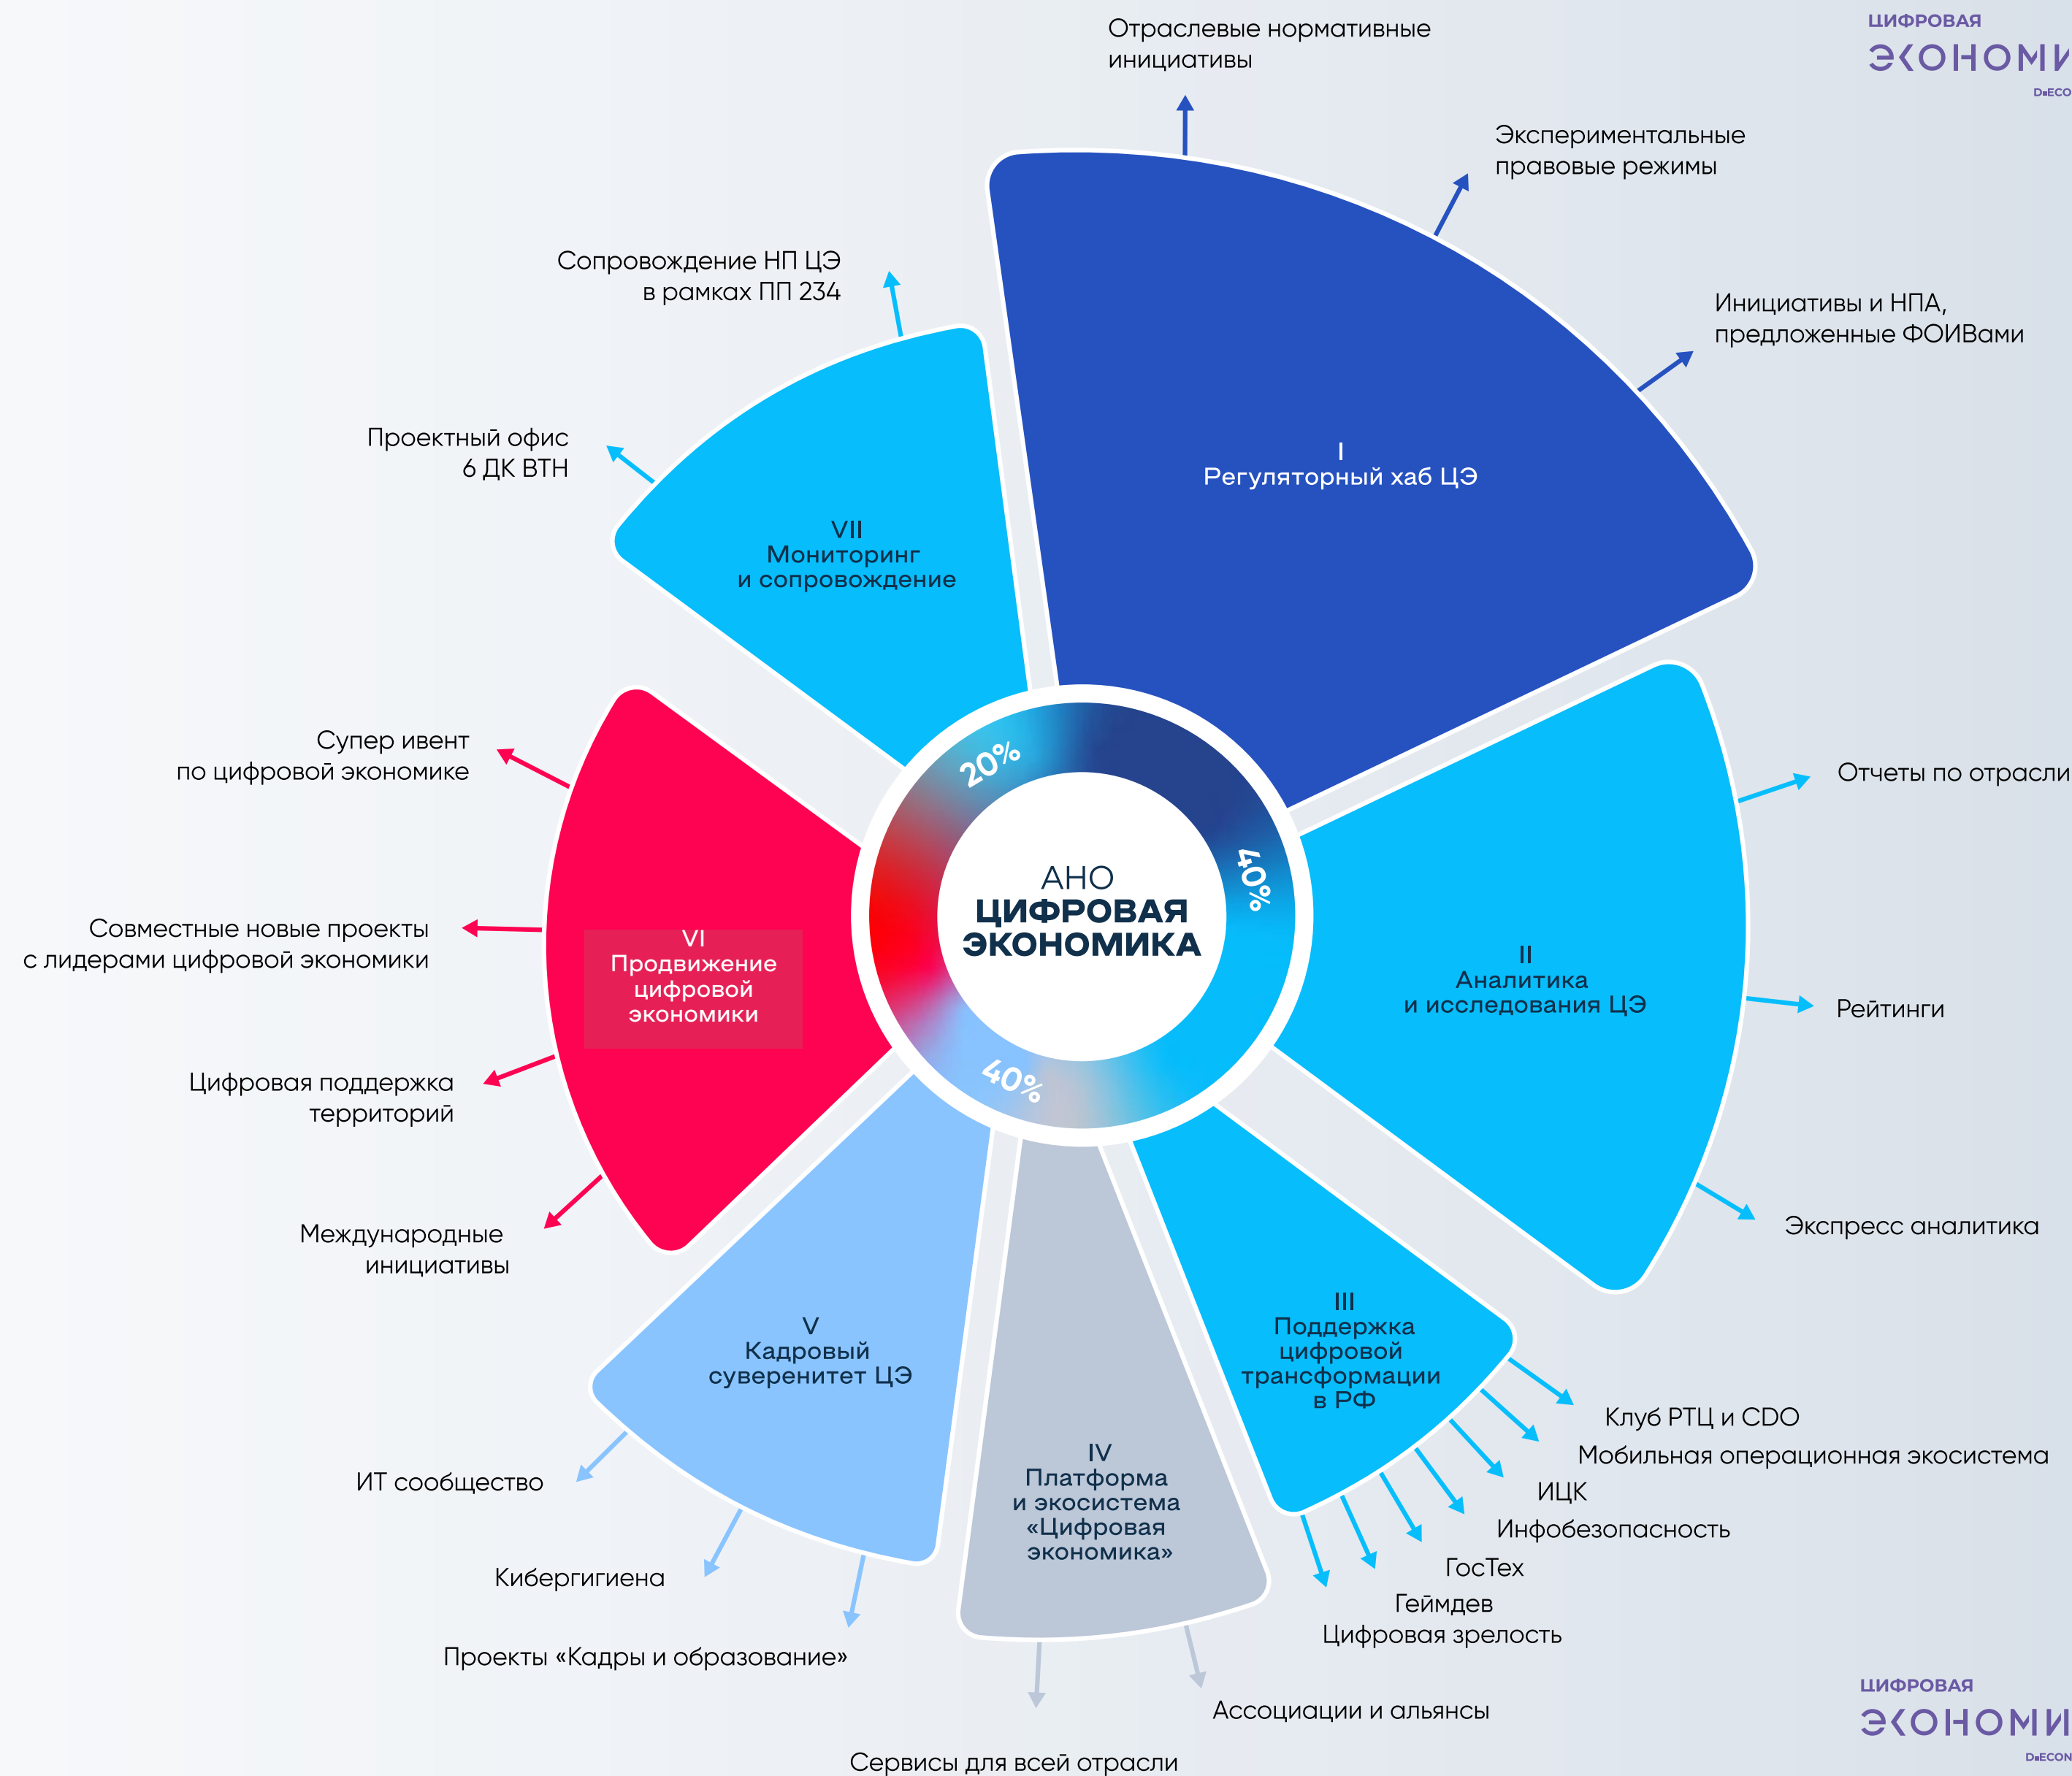 Отраслевые нормативные
инициативы
ЦИФРОВАЯ
ЭКОНОМИ
D■ECO
Экспериментальные
правовые режимы
Инициативы и НПА,
предложенные ФОИВами
Сопровождение НП ЦЭ
в рамках ПП 234
Проектный офис
6 ДК ВТН
I
Регуляторный хаб ЦЭ
VII
Мониторинг
и сопровождение
Супер ивент
по цифровой экономике
Совместные новые проекты
с лидерами цифровой экономики
Цифровая поддержка
территорий
Международные
инициативы
VI
Продвижение
цифровой
экономики
20%
40%
40%
АНО
ЦИФРОВАЯ
ЭКОНОМИКА
II
Аналитика
и исследования ЦЭ
Отчеты по отрасли
Рейтинги
Экспресс аналитика
III
Поддержка
цифровой
трансформации
в РФ
Клуб РТЦ и CDO
Мобильная операционная экосистема
ИЦК
Инфобезопасность
ГосТех
Геймдев
Цифровая зрелость
V
Кадровый
суверенитет ЦЭ
ИТ сообщество
Кибергигиена
Проекты «Кадры и образование»
IV
Платформа
и экосистема
«Цифровая
экономика»
Ассоциации и альянсы
Сервисы для всей отрасли
ЦИФРОВАЯ
ЭКОНОМИ
D■ECON